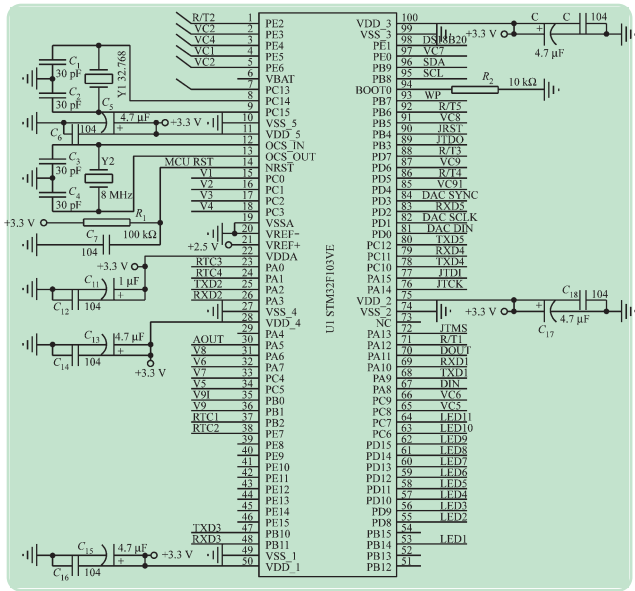 R/T2 1 PE2 VDD_3 100
VC2 2 PE3 VSS_3 99 +3.3 V C C 104 4.7 μF
VC4 3 PE4 PE1 98 DS18B20
VC1 4 PE5 PE0 97 VC7
VC2 5 PE6 PB9 96 SDA
6 VBAT PB8 95 SCL
7 PC13 BOOT0 94 R2 10 kΩ
C1 30 pF Y1 32.768 8 PC14 PB7 93 WP
C2 30 pF 9 PC15 PB6 92 R/T5
C5 4.7 μF +3.3 V 10 VSS_5 PB5 91 VC8
C6 104 11 VDD_5 PB4 90 JRST
12 OCS_IN PB3 89 JTDO
C3 30 pF Y2 13 OCS_OUT PD7 88 R/T3
MCU RST 14 NRST PD6 87 VC9
V1 15 PC0 PD5 86 R/T4
C4 30 pF 8 MHz V2 16 PC1 PD4 85 VC91
V3 17 PC2 PD3 84 DAC SYNC
V4 18 PC3 PD2 83 RXD5
+3.3 V R1 100 kΩ 19 VSSA PD1 82 DAC SCLK
C7 104 20 VREF− PD0 81 DAC DIN
+2.5 V 21 VREF+ PC12 80 TXD5
22 VDDA PC11 79 RXD4
+3.3 V RTC3 23 PA0 PC10 78 TXD4
RTC4 24 PA1 PA15 77 JTDI
C11 1 μF TXD2 25 PA2 PA14 76 JTCK
C12 104 RXD2 26 PA3 VDD_2 75
27 VSS_4 VSS_2 74 +3.3 V C17 4.7 μF C18 104
28 VDD_4 NC 73
C13 4.7 μF 29 PA4 PA13 72 JTMS
C14 104 AOUT 30 PA5 PA12 71 R/T1
+3.3 V V8 31 PA6 PA11 70 DOUT
V6 32 PA7 PA10 69 RXD1
V7 33 PC4 PA9 68 TXD1
V5 34 PC5 PA8 67 DIN
V9I 35 PB0 PC9 66 VC6
V9 36 PB1 PC8 65 VC5
RTC1 37 PB2 PC7 64 LED11
RTC2 38 PE7 PC6 63 LED10
39 PE8 PD15 62 LED9
40 PE9 PD14 61 LED8
41 PE10 PD13 60 LED7
42 PE11 PD12 59 LED6
43 PE12 PD11 58 LED5
44 PE13 PD10 57 LED4
45 PE14 PD9 56 LED3
46 PE15 PD8 55 LED2
TXD3 47 PB10 PB15 54
RXD3 48 PB11 PB14 53 LED1
C15 4.7 μF +3.3 V 49 VSS_1 PB13 52
C16 104 50 VDD_1 PB12 51
U1 STM32F103VE